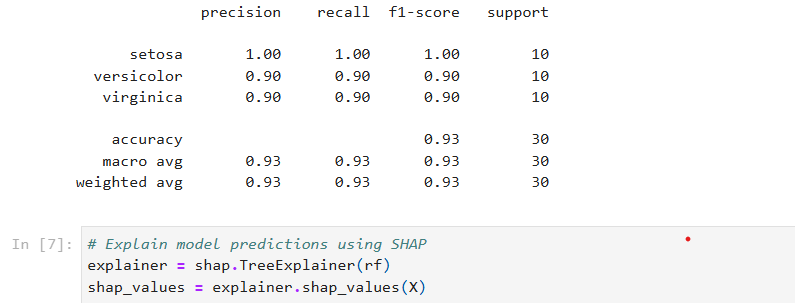 precision recall f1-score support
setosa 1.00 1.00 1.00 10
versicolor 0.90 0.90 0.90 10
virginica 0.90 0.90 0.90 10
accuracy 0.93 30
macro avg 0.93 0.93 0.93 30
weighted avg 0.93 0.93 0.93 30
In [7]: # Explain model predictions using SHAP
explainer = shap.TreeExplainer(rf)
shap_values = explainer.shap_values(X)